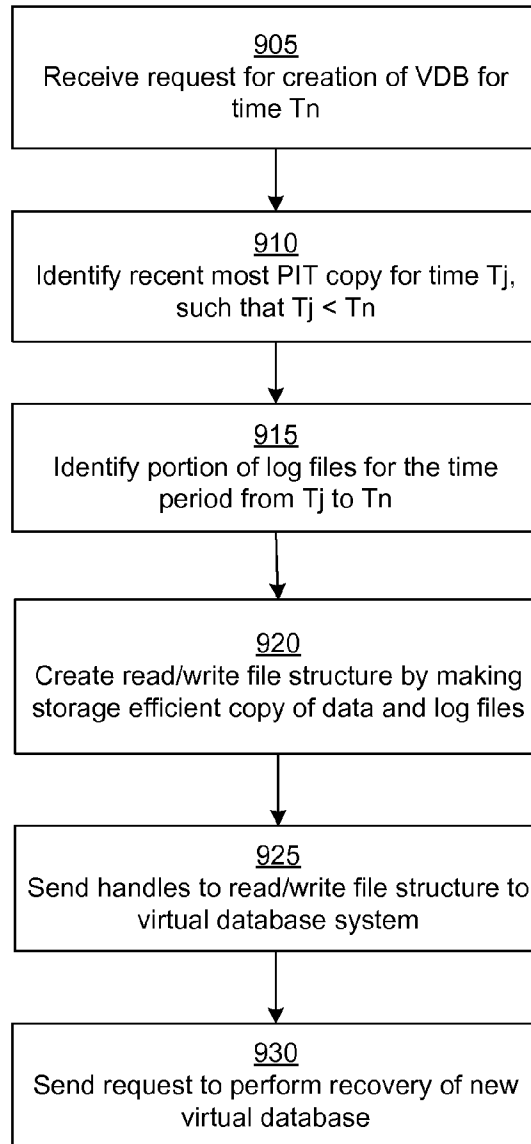 905
Receive request for creation of VDB for
time Tn
910
Identify recent most PIT copy for time Tj,
such that Tj < Tn
915
Identify portion of log files for the time
period from Tj to Tn
920
Create read/write file structure by making
storage efficient copy of data and log files
925
Send handles to read/write file structure to
virtual database system
930
Send request to perform recovery of new
virtual database